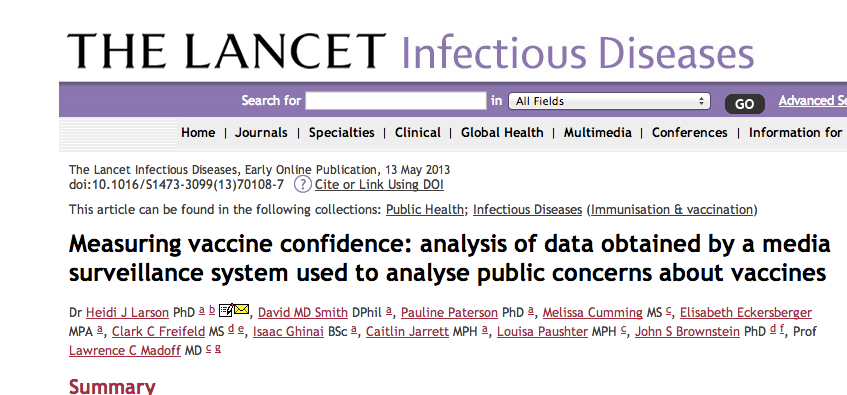 THE LANCET Infectious Diseases
Search for in All Fields GO Advanced Se
Home | Journals | Specialties | Clinical | Global Health | Multimedia | Conferences | Information for
The Lancet Infectious Diseases, Early Online Publication, 13 May 2013
doi:10.1016/S1473-3099(13)70108-7 ? Cite or Link Using DOI
This article can be found in the following collections: Public Health; Infectious Diseases (Immunisation & vaccination)
Measuring vaccine confidence: analysis of data obtained by a media
surveillance system used to analyse public concerns about vaccines
Dr Heidi J Larson PhD a b, David MD Smith DPhil a, Pauline Paterson PhD a, Melissa Cumming MS c, Elisabeth Eckersberger
MPA a, Clark C Freifeld MS d e, Isaac Ghinai BSc a, Caitlin Jarrett MPH a, Louisa Paushter MPH c, John S Brownstein PhD d f, Prof
Lawrence C Madoff MD c g
Summary